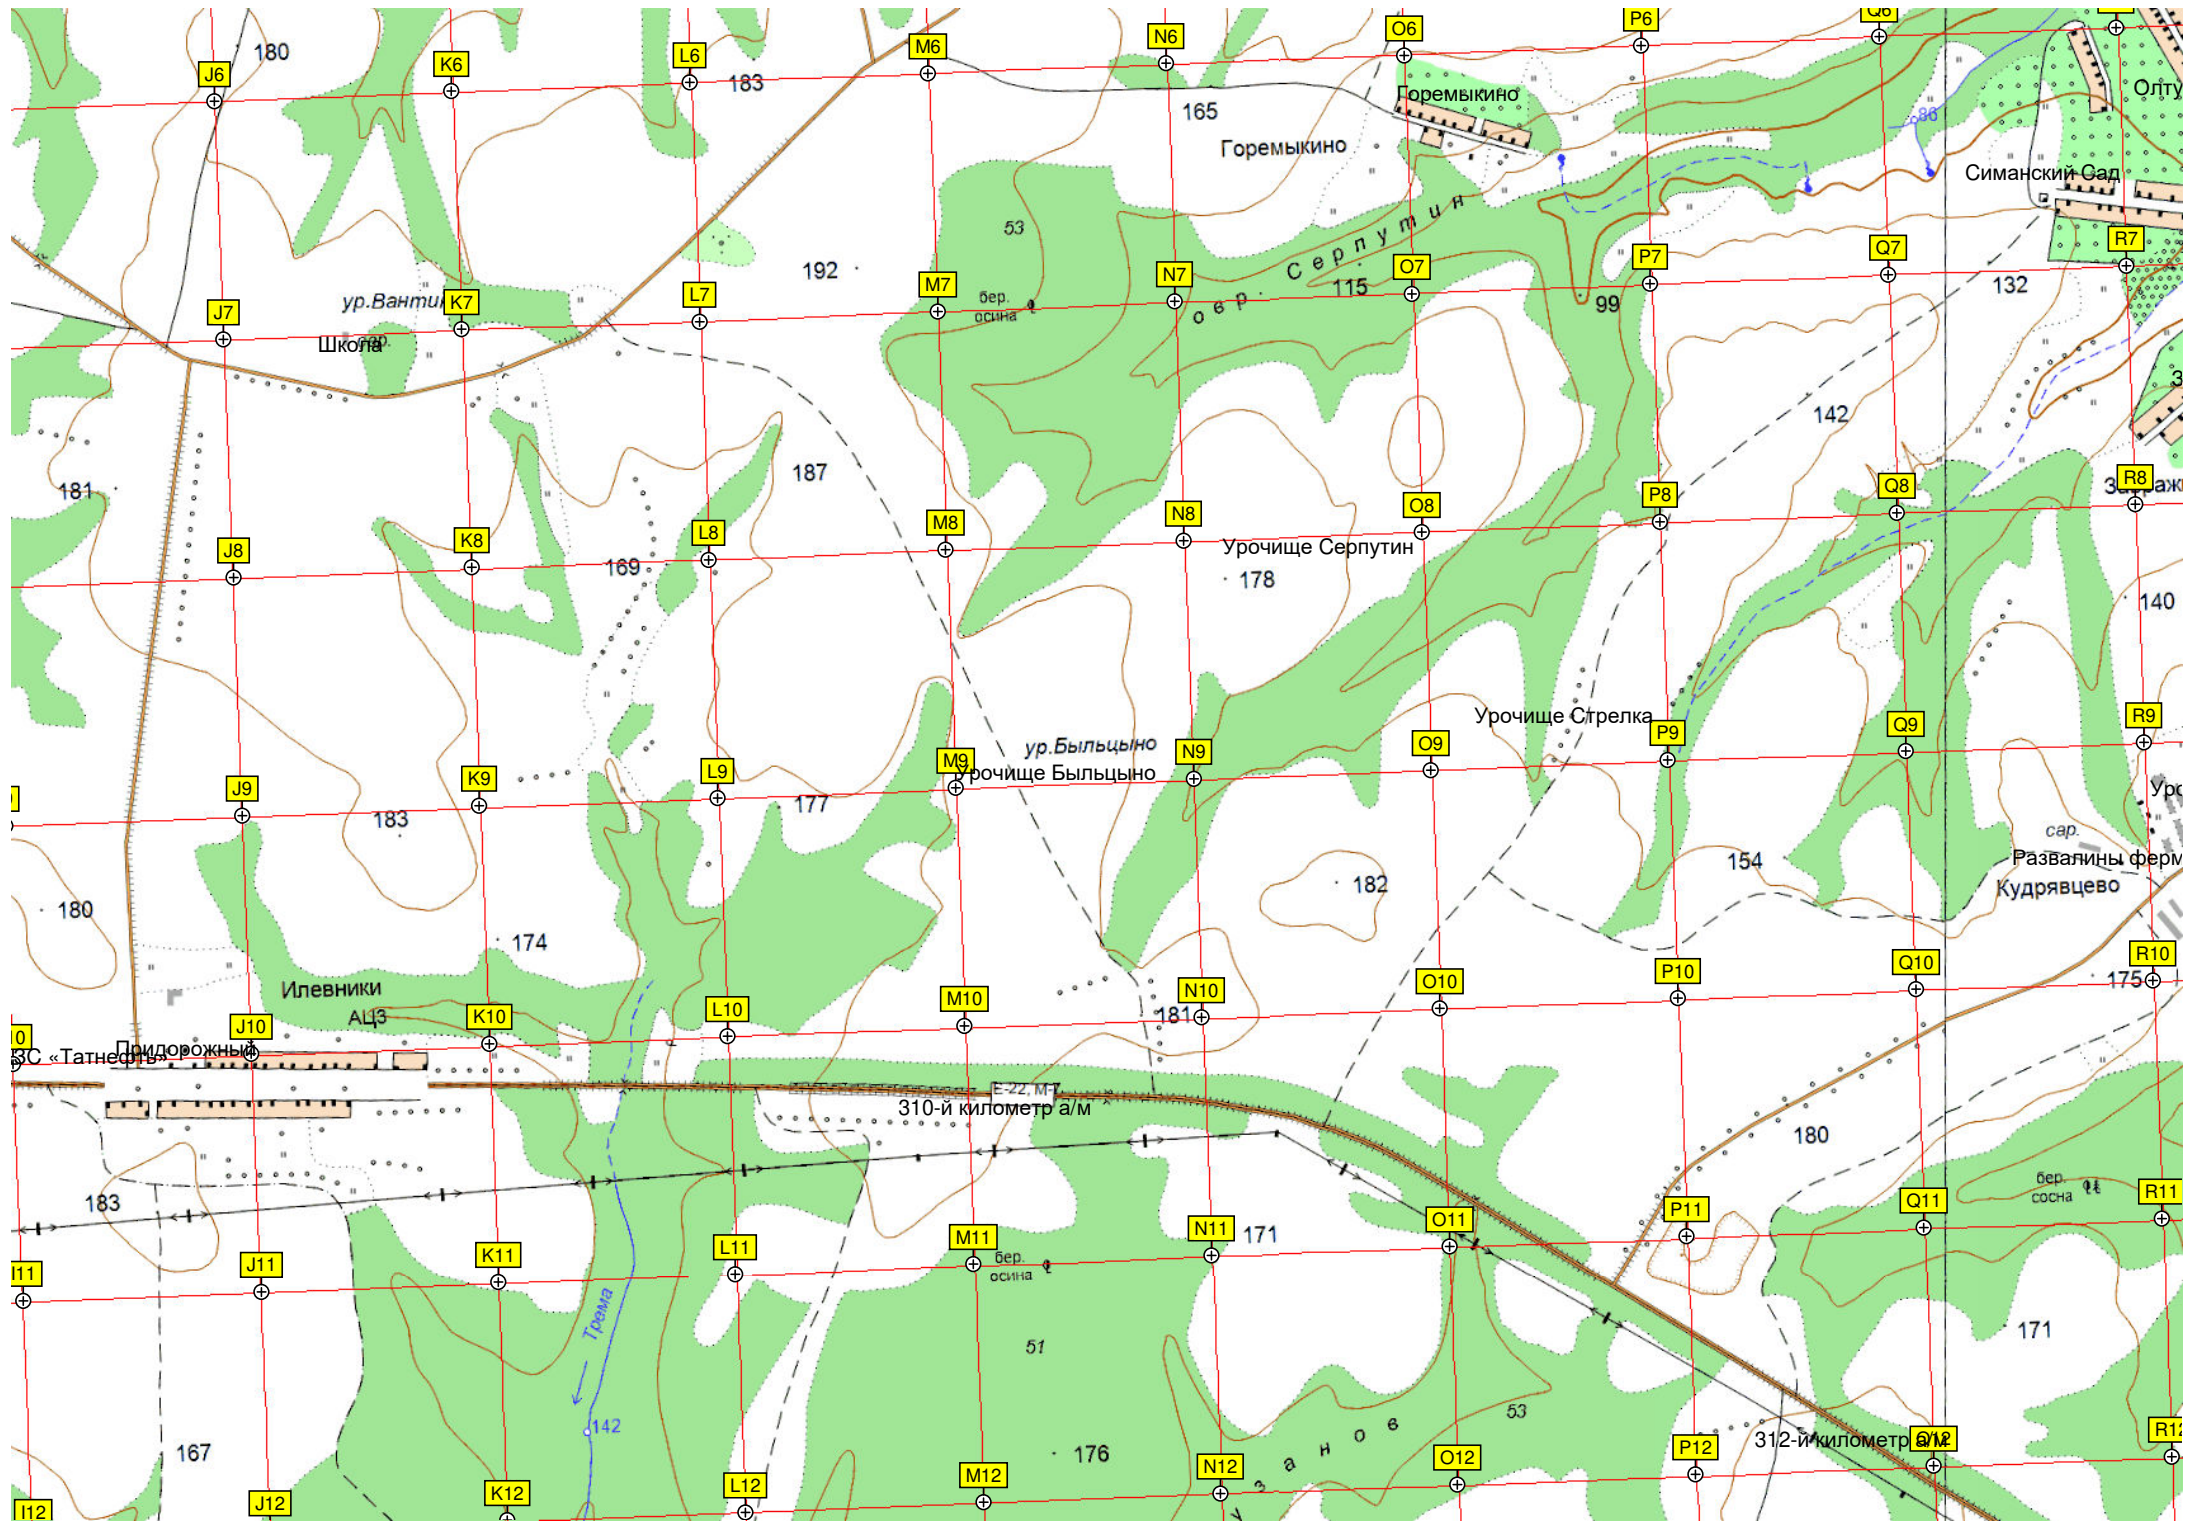 J6
K6
L6
M6
N6
O6
P6
Q6
180
183
165
Горемыкино
Горемыкино
86
Симанский Сад
53
192
овр. Серпутин
115
99
132
142
J7
K7
L7
M7
N7
O7
P7
Q7
R7
Школа
бер.
осина
181
187
J8
K8
L8
M8
N8
O8
P8
Q8
R8
169
Урочище Серпутин
178
140
Урочище Стрелка
ур.Быльцыно
Урочище Быльцыно
J9
K9
L9
M9
N9
O9
P9
Q9
R9
183
177
182
154
сар.
Развалины ферм
Кудрявцево
180
174
Илевники
АЦЗ
175
181
J10
K10
L10
M10
N10
O10
P10
Q10
R10
ЗС «Татнефть»
Придорожный
E-22, M-7
310-й километр а/м
180
183
171
бер.
сосна
бер.
осина
I11
J11
K11
L11
M11
N11
O11
P11
Q11
R11
Трема
142
51
53
171
167
176
312-й километр а/м
I12
J12
K12
L12
M12
N12
O12
P12
Q12
R12